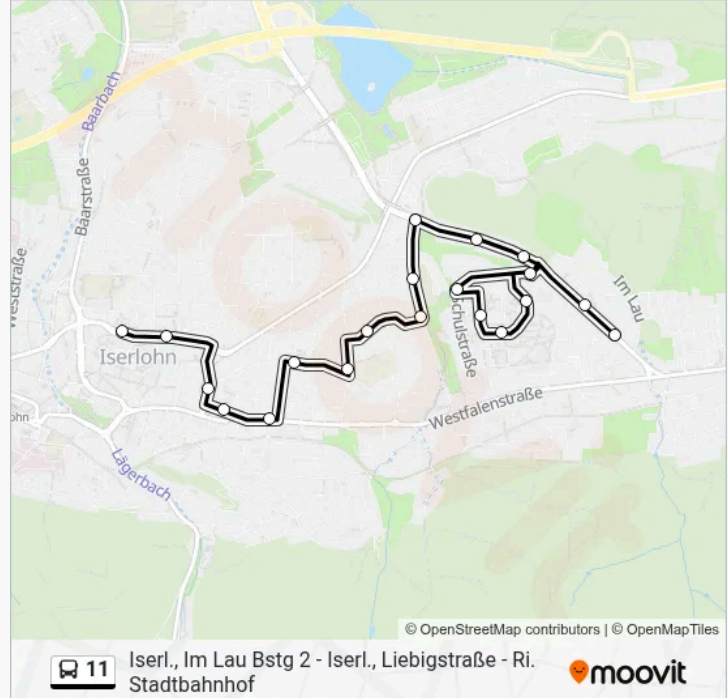 Baarbach
Baarstraße
Weststraße
Im Lau
Schulstraße
Iserlohn
Westfalenstraße
ohn
Lägerbach
© OpenStreetMap contributors | © OpenMapTiles
11
Iserl., Im Lau Bstg 2 - Iserl., Liebigstraße - Ri.
Stadtbahnhof
moovit